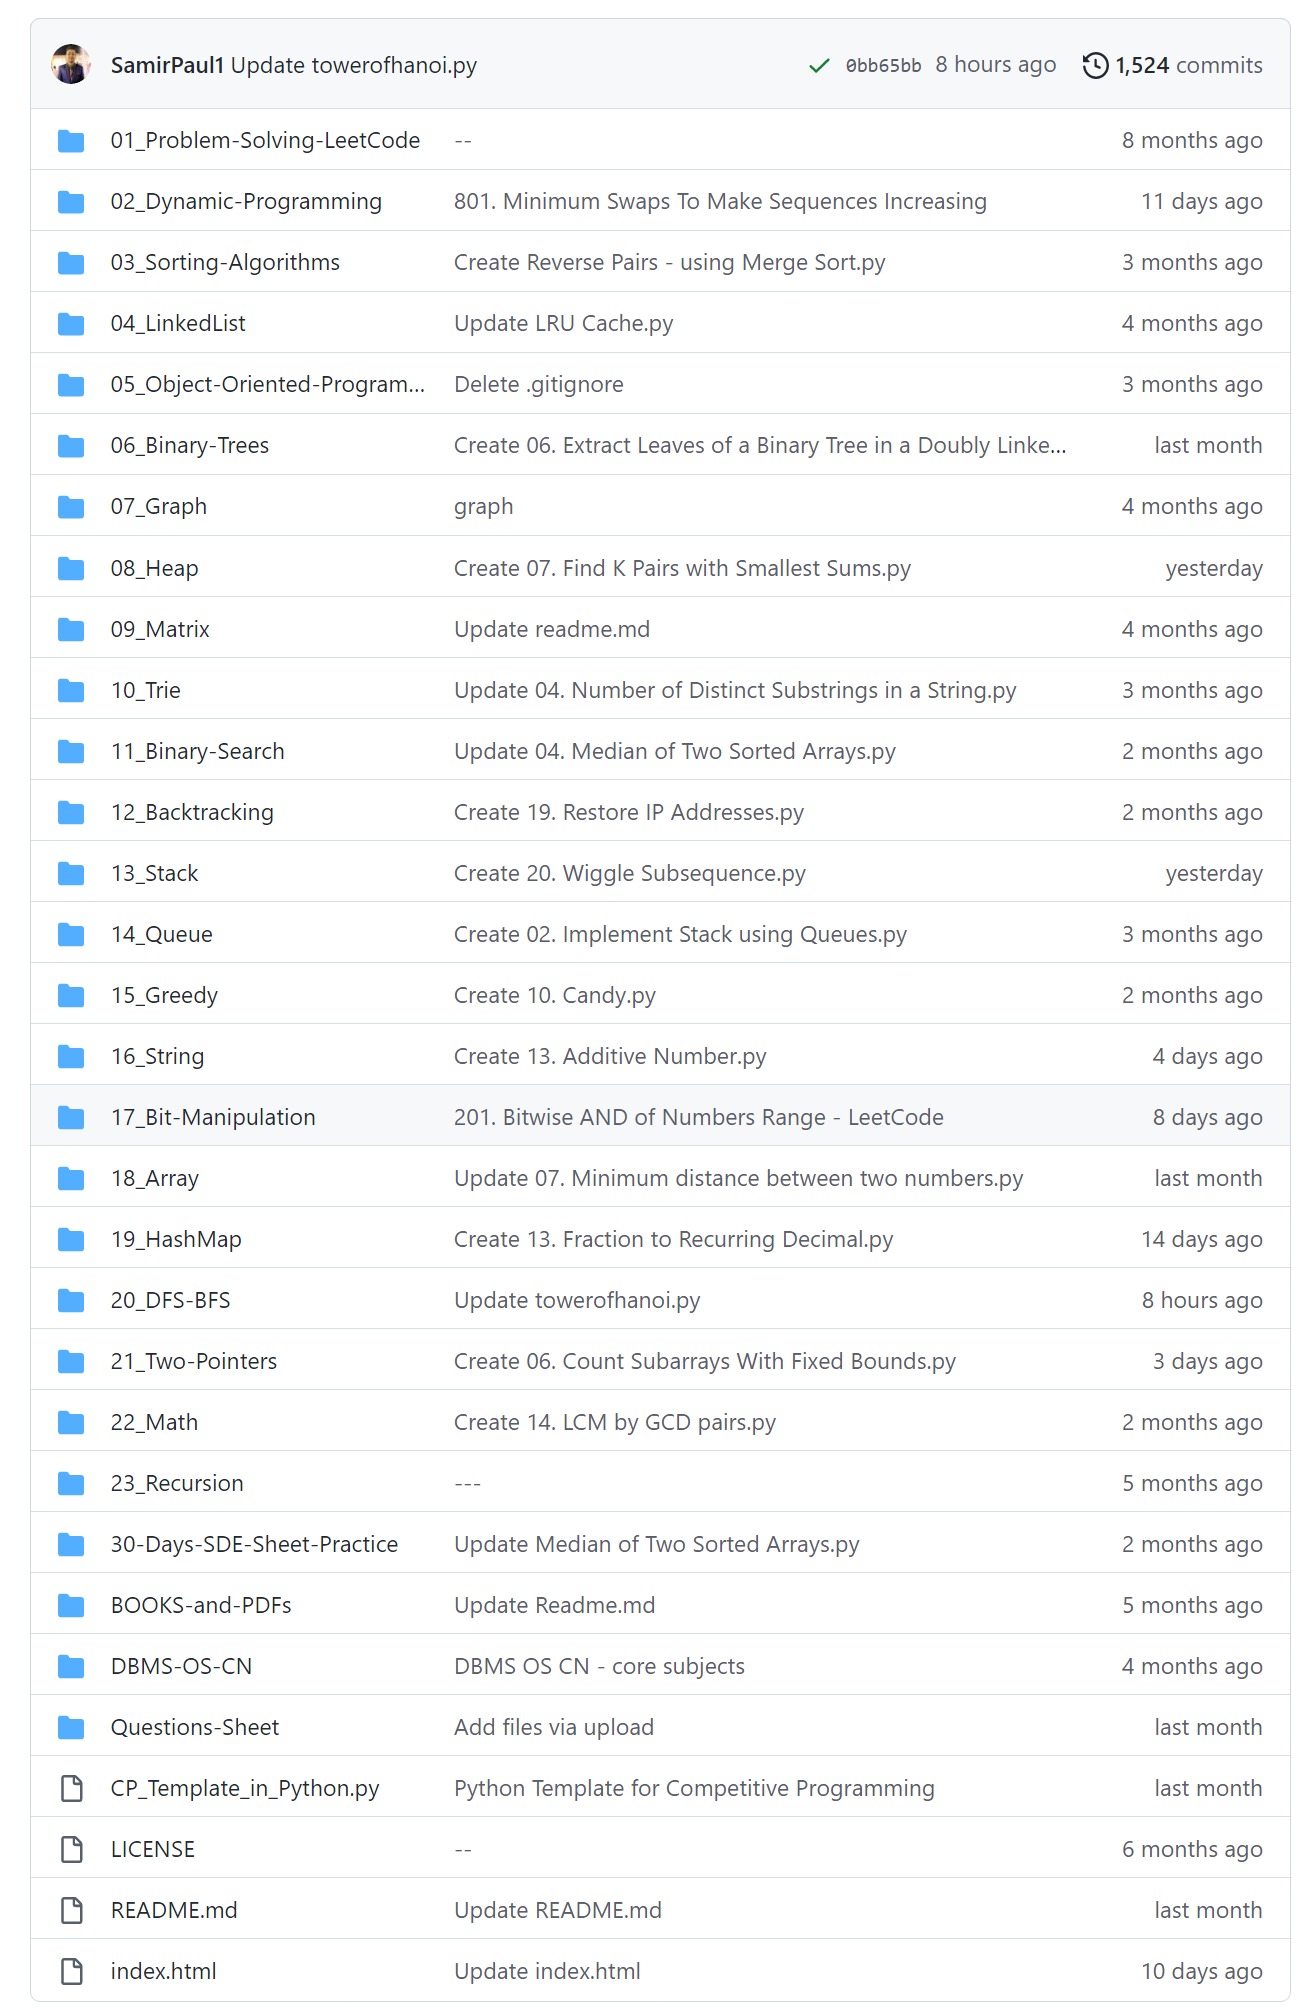 SamirPaul1 Update towerofhanoi.py 0bb65bb 8 hours ago 1,524 commits
01_Problem-Solving-LeetCode -- 8 months ago
02_Dynamic-Programming 801. Minimum Swaps To Make Sequences Increasing 11 days ago
03_Sorting-Algorithms Create Reverse Pairs - using Merge Sort.py 3 months ago
04_LinkedList Update LRU Cache.py 4 months ago
05_Object-Oriented-Program... Delete .gitignore 3 months ago
06_Binary-Trees Create 06. Extract Leaves of a Binary Tree in a Doubly Linke... last month
07_Graph graph 4 months ago
08_Heap Create 07. Find K Pairs with Smallest Sums.py yesterday
09_Matrix Update readme.md 4 months ago
10_Trie Update 04. Number of Distinct Substrings in a String.py 3 months ago
11_Binary-Search Update 04. Median of Two Sorted Arrays.py 2 months ago
12_Backtracking Create 19. Restore IP Addresses.py 2 months ago
13_Stack Create 20. Wiggle Subsequence.py yesterday
14_Queue Create 02. Implement Stack using Queues.py 3 months ago
15_Greedy Create 10. Candy.py 2 months ago
16_String Create 13. Additive Number.py 4 days ago
17_Bit-Manipulation 201. Bitwise AND of Numbers Range - LeetCode 8 days ago
18_Array Update 07. Minimum distance between two numbers.py last month
19_HashMap Create 13. Fraction to Recurring Decimal.py 14 days ago
20_DFS-BFS Update towerofhanoi.py 8 hours ago
21_Two-Pointers Create 06. Count Subarrays With Fixed Bounds.py 3 days ago
22_Math Create 14. LCM by GCD pairs.py 2 months ago
23_Recursion --- 5 months ago
30-Days-SDE-Sheet-Practice Update Median of Two Sorted Arrays.py 2 months ago
BOOKS-and-PDFs Update Readme.md 5 months ago
DBMS-OS-CN DBMS OS CN - core subjects 4 months ago
Questions-Sheet Add files via upload last month
CP_Template_in_Python.py Python Template for Competitive Programming last month
LICENSE -- 6 months ago
README.md Update README.md last month
index.html Update index.html 10 days ago